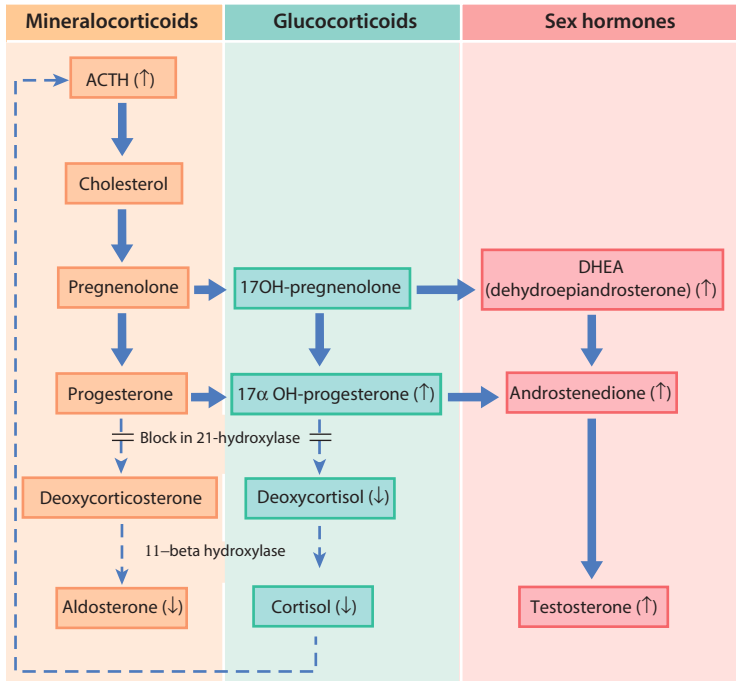 Mineralocorticoids
Glucocorticoids
Sex hormones
ACTH (↑)
Cholesterol
Pregnenolone
17OH-pregnenolone
DHEA
(dehydroepiandrosterone) (↑)
Progesterone
17α OH-progesterone (↑)
Androstenedione (↑)
Block in 21-hydroxylase
Deoxycorticosterone
Deoxycortisol (↓)
11–beta hydroxylase
Aldosterone (↓)
Cortisol (↓)
Testosterone (↑)